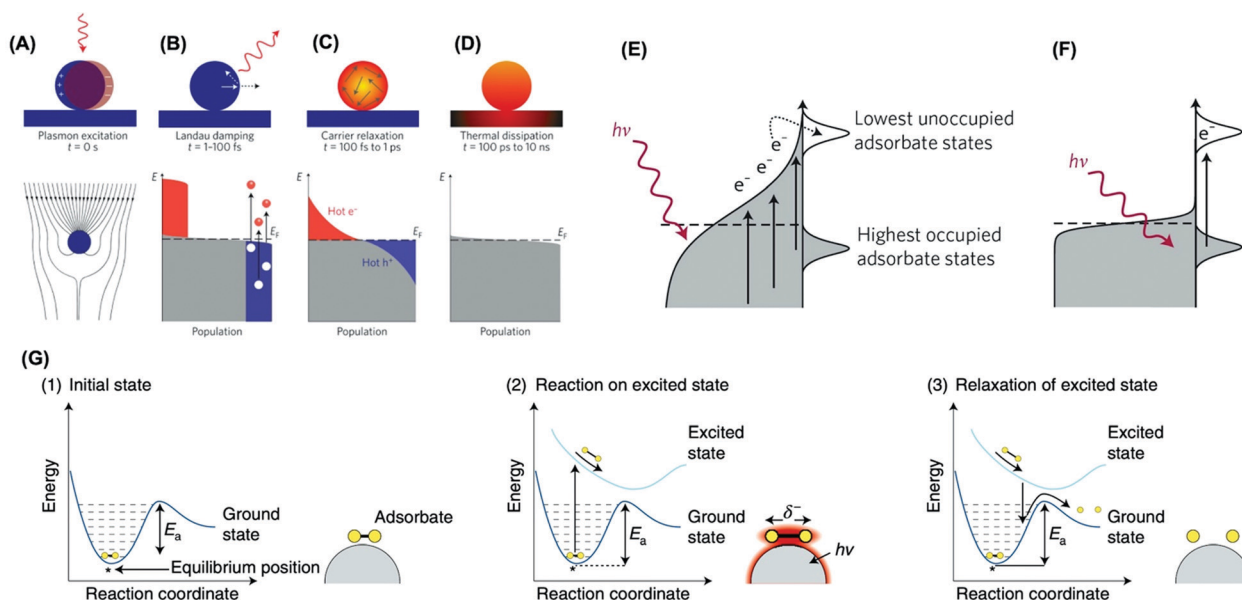 (A)
(B)
(C)
(D)
(E)
(F)
+
+
+
−
−
−
Plasmon excitation
t = 0 s
Landau damping
t = 1–100 fs
Carrier relaxation
t = 100 fs to 1 ps
Thermal dissipation
t = 100 ps to 10 ns
E
E_F
Population
E
Hot e⁻
E_F
Hot h⁺
Population
E
E_F
Population
hν
e⁻
e⁻
e⁻
e⁻
Lowest unoccupied
adsorbate states
Highest occupied
adsorbate states
hν
e⁻
(G)
(1) Initial state
Energy
Ground
state
E_a
Equilibrium position
*
Reaction coordinate
Adsorbate
(2) Reaction on excited state
Energy
Excited
state
Ground
state
E_a
*
Reaction coordinate
δ⁻
hν
(3) Relaxation of excited state
Energy
Excited
state
Ground
state
E_a
*
Reaction coordinate